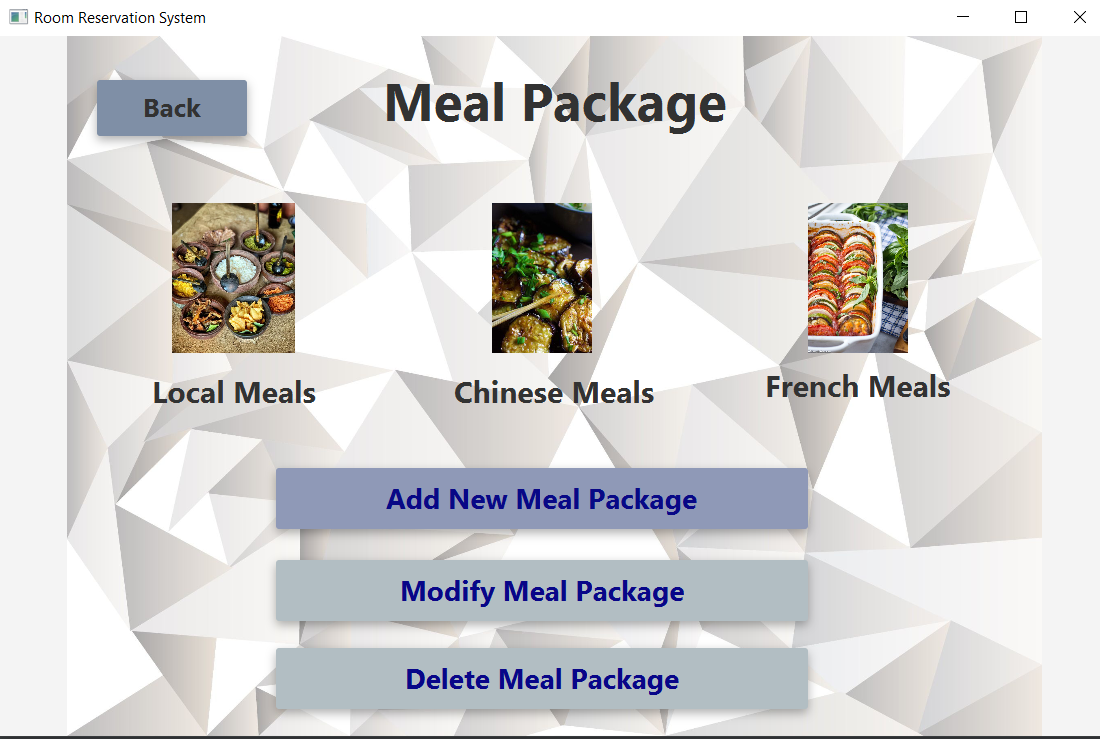 Room Reservation System
Back
Meal Package
Local Meals
Chinese Meals
French Meals
Add New Meal Package
Modify Meal Package
Delete Meal Package